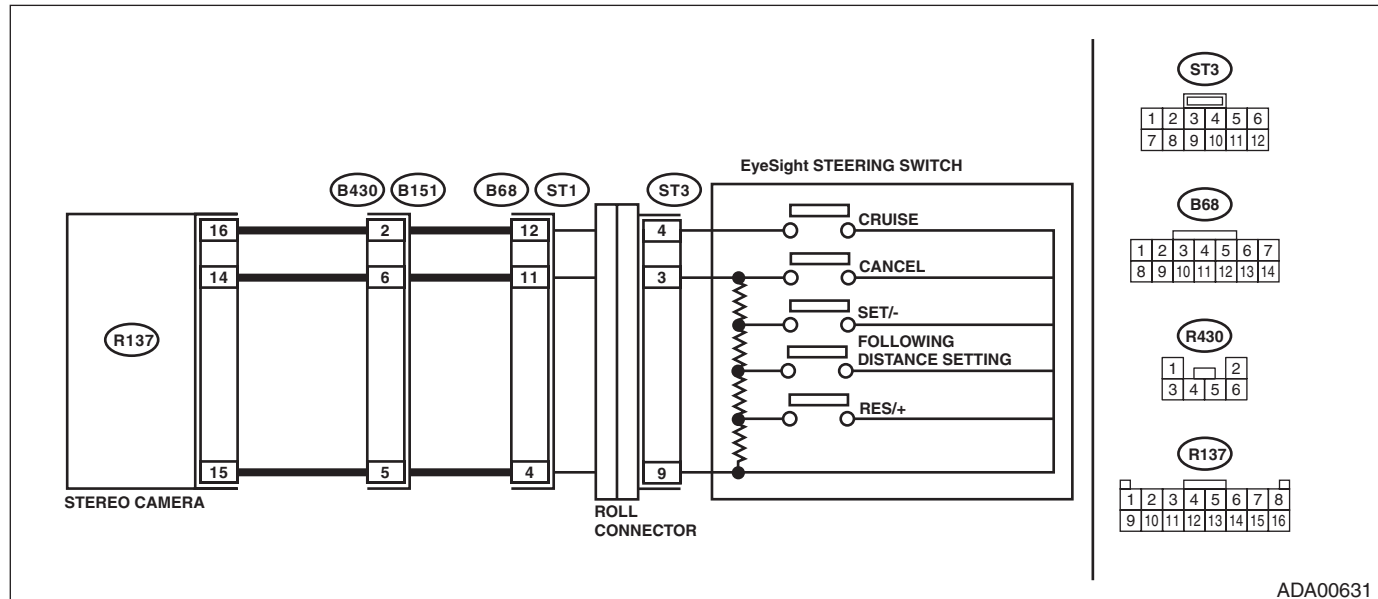 EyeSight STEERING SWITCH
B430 B151 B68 ST1 ST3
16 2 12 4 CRUISE
14 6 11 3 CANCEL
SET/-
R137
FOLLOWING
DISTANCE SETTING
RES/+
15 5 4 9
STEREO CAMERA
ROLL
CONNECTOR
ST3
1 2 3 4 5 6
7 8 9 10 11 12
B68
1 2 3 4 5 6 7
8 9 10 11 12 13 14
R430
1 2
3 4 5 6
R137
1 2 3 4 5 6 7 8
9 10 11 12 13 14 15 16
ADA00631